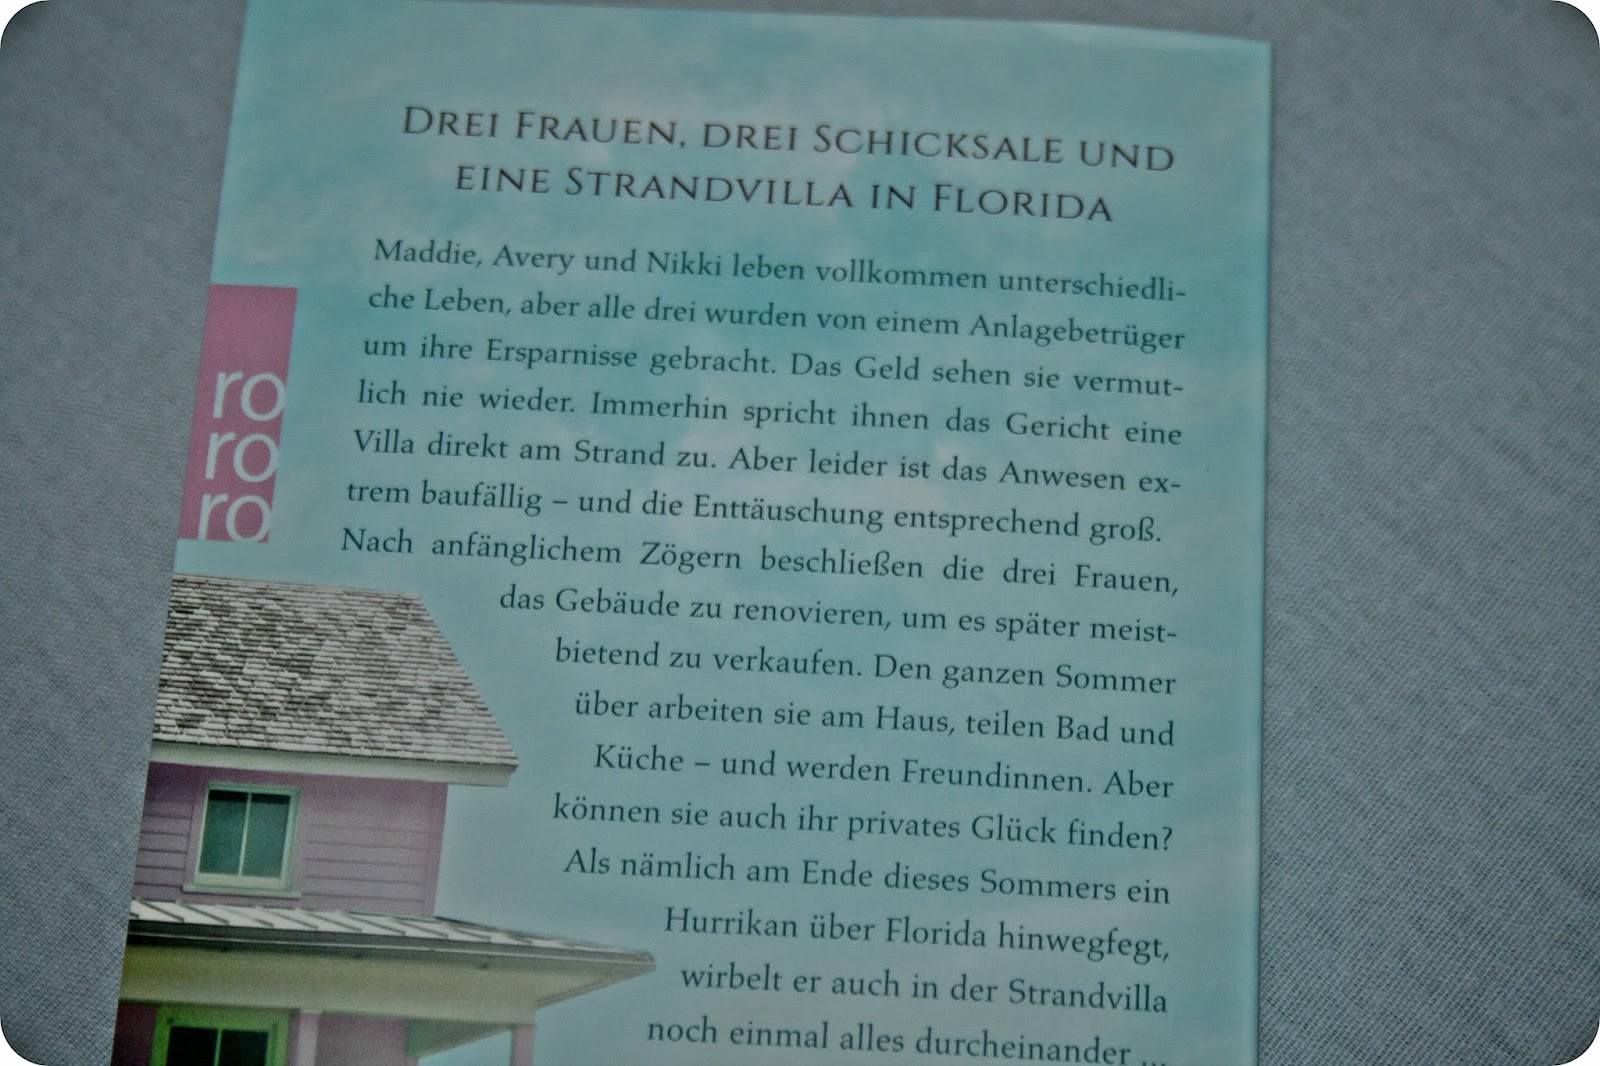 DREI FRAUEN, DREI SCHICKSALE UND
EINE STRANDVILLA IN FLORIDA
Maddie, Avery und Nikki leben vollkommen unterschiedli-
che Leben, aber alle drei wurden von einem Anlagebetrüger
um ihre Ersparnisse gebracht. Das Geld sehen sie vermut-
lich nie wieder. Immerhin spricht ihnen das Gericht eine
Villa direkt am Strand zu. Aber leider ist das Anwesen ex-
trem baufällig – und die Enttäuschung entsprechend groß.
Nach anfänglichem Zögern beschließen die drei Frauen,
das Gebäude zu renovieren, um es später meist-
bietend zu verkaufen. Den ganzen Sommer
über arbeiten sie am Haus, teilen Bad und
Küche – und werden Freundinnen. Aber
können sie auch ihr privates Glück finden?
Als nämlich am Ende dieses Sommers ein
Hurrikan über Florida hinwegfegt,
wirbelt er auch in der Strandvilla
noch einmal alles durcheinander ...
ro
ro
ro